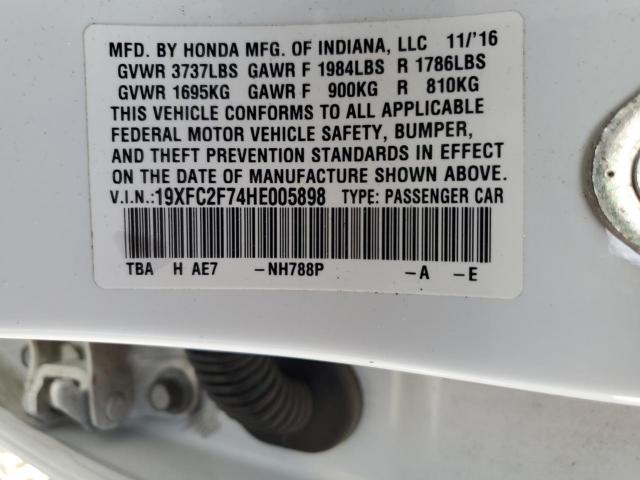 MFD. BY HONDA MFG. OF INDIANA, LLC 11/'16
GVWR 3737LBS GAWR F 1984LBS R 1786LBS
GVWR 1695KG GAWR F 900KG R 810KG
THIS VEHICLE CONFORMS TO ALL APPLICABLE
FEDERAL MOTOR VEHICLE SAFETY, BUMPER,
AND THEFT PREVENTION STANDARDS IN EFFECT
ON THE DATE OF MANUFACTURE SHOWN ABOVE.
V.I.N.:19XFC2F74HE005898 TYPE: PASSENGER CAR
TBA H AE7 -NH788P -A -E